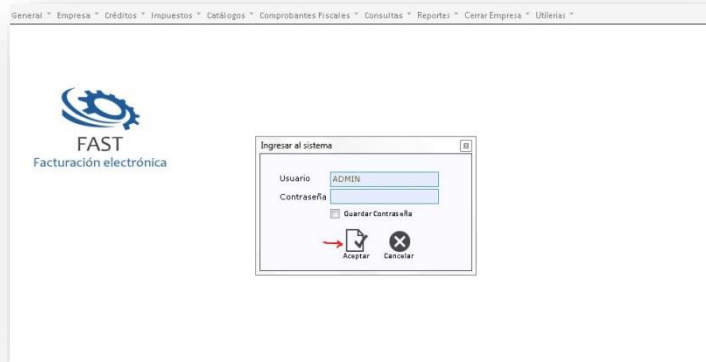 General Empresa Créditos Impuestos Catálogos Comprobantes Fiscales Consultas Reportes Cerrar Empresa Utilerias
FAST
Facturación electrónica
Ingresar al sistema
Usuario ADMIN
Contraseña
Guardar Contraseña
Aceptar Cancelar